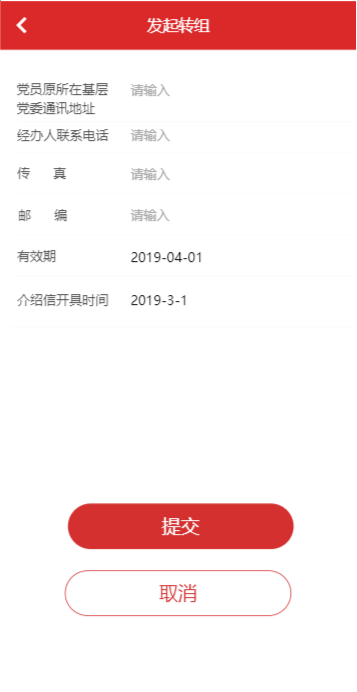 发起转组
党员原所在基层 请输入
党委通讯地址
经办人联系电话 请输入
传 真 请输入
邮 编 请输入
有效期 2019-04-01
介绍信开具时间 2019-3-1
提交
取消